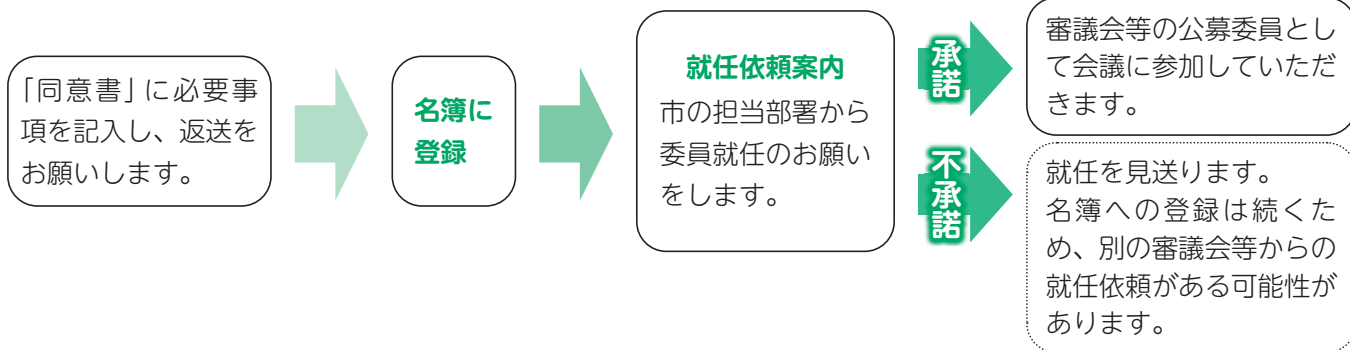 「同意書」に必要事
項を記入し、返送を
お願いします。
名簿に
登録
就任依頼案内
市の担当部署から
委員就任のお願い
をします。
承諾
審議会等の公募委員とし
て会議に参加していただ
きます。
不承諾
就任を見送ります。
名簿への登録は続くた
め、別の審議会等からの
就任依頼がある可能性が
あります。